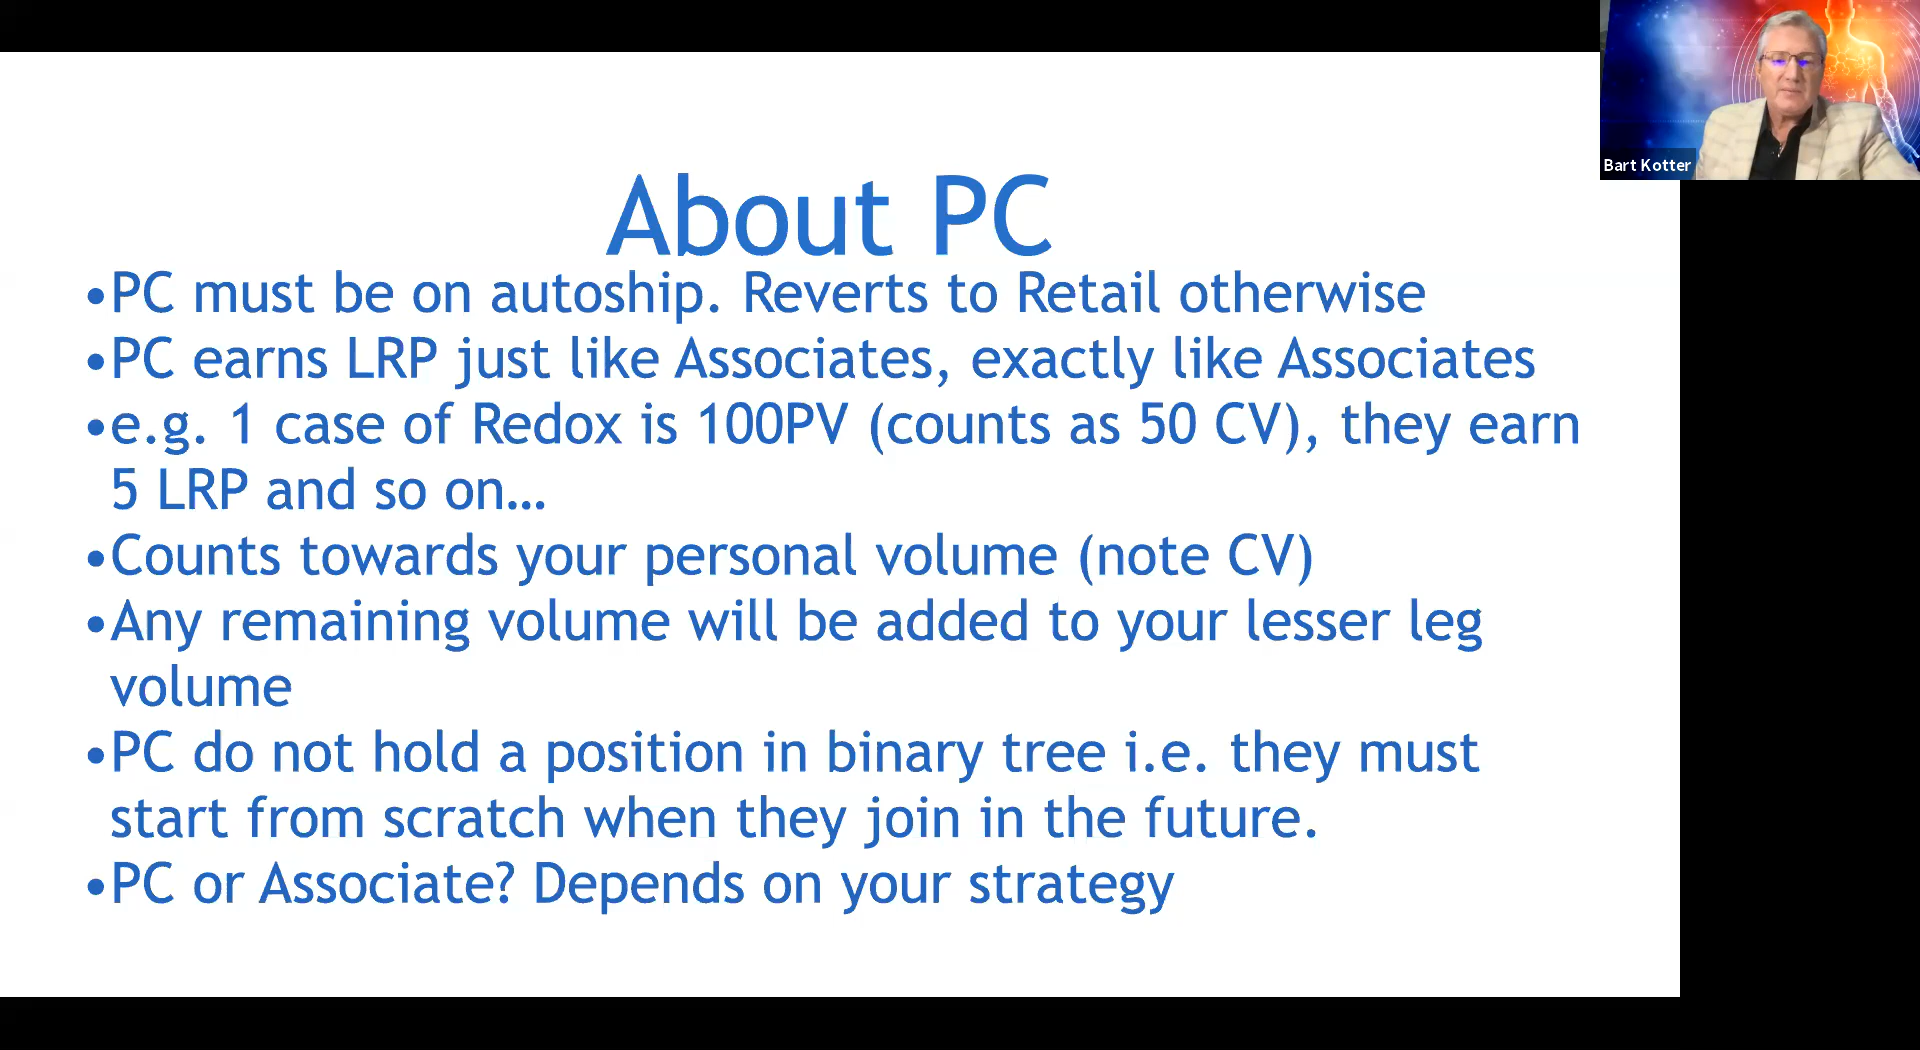 About PC
•PC must be on autoship. Reverts to Retail otherwise
•PC earns LRP just like Associates, exactly like Associates
•e.g. 1 case of Redox is 100PV (counts as 50 CV), they earn
5 LRP and so on...
•Counts towards your personal volume (note CV)
•Any remaining volume will be added to your lesser leg
volume
•PC do not hold a position in binary tree i.e. they must
start from scratch when they join in the future.
•PC or Associate? Depends on your strategy
Bart Kotter